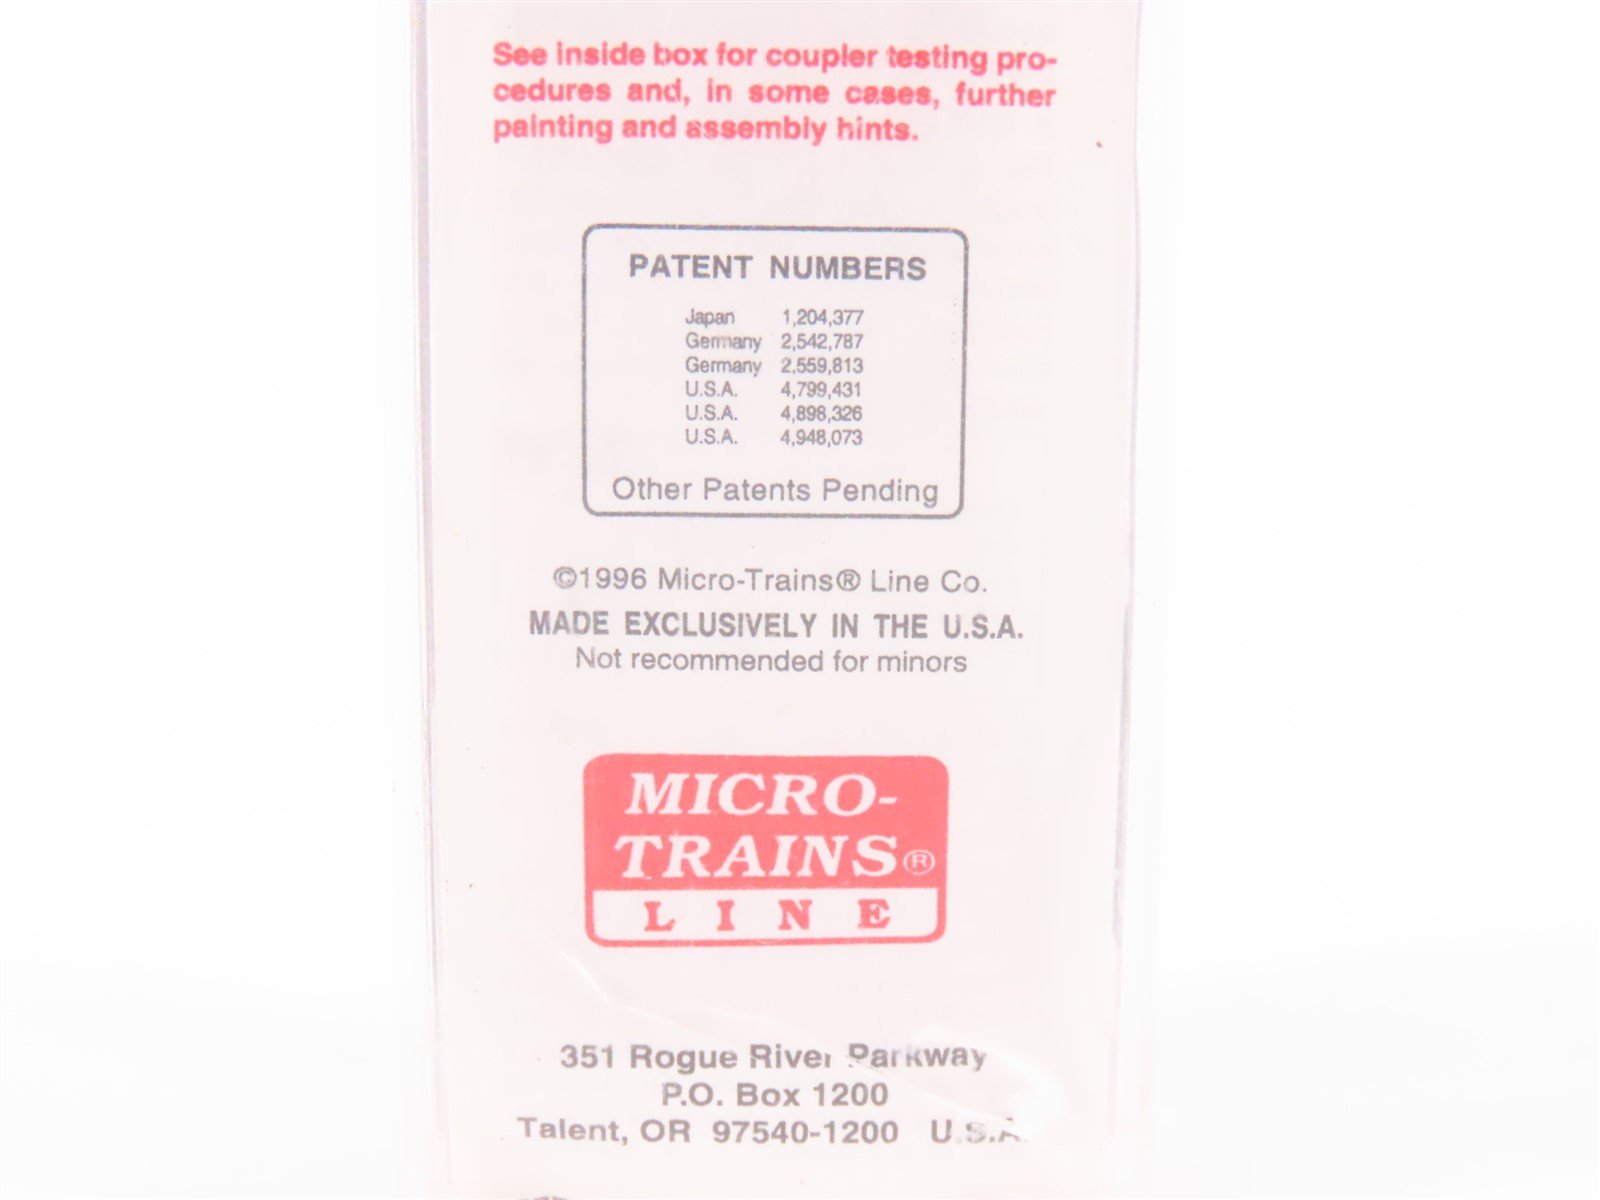 See inside box for coupler testing pro-
cedures and, in some cases, further
painting and assembly hints.
PATENT NUMBERS
Japan 1,204,377
Germany 2,542,787
Germany 2,559,813
U.S.A. 4,799,431
U.S.A. 4,898,326
U.S.A. 4,948,073
Other Patents Pending
©1996 Micro-Trains® Line Co.
MADE EXCLUSIVELY IN THE U.S.A.
Not recommended for minors
MICRO-
TRAINS®
LINE
351 Rogue River Parkway
P.O. Box 1200
Talent, OR 97540-1200 U.S.A.